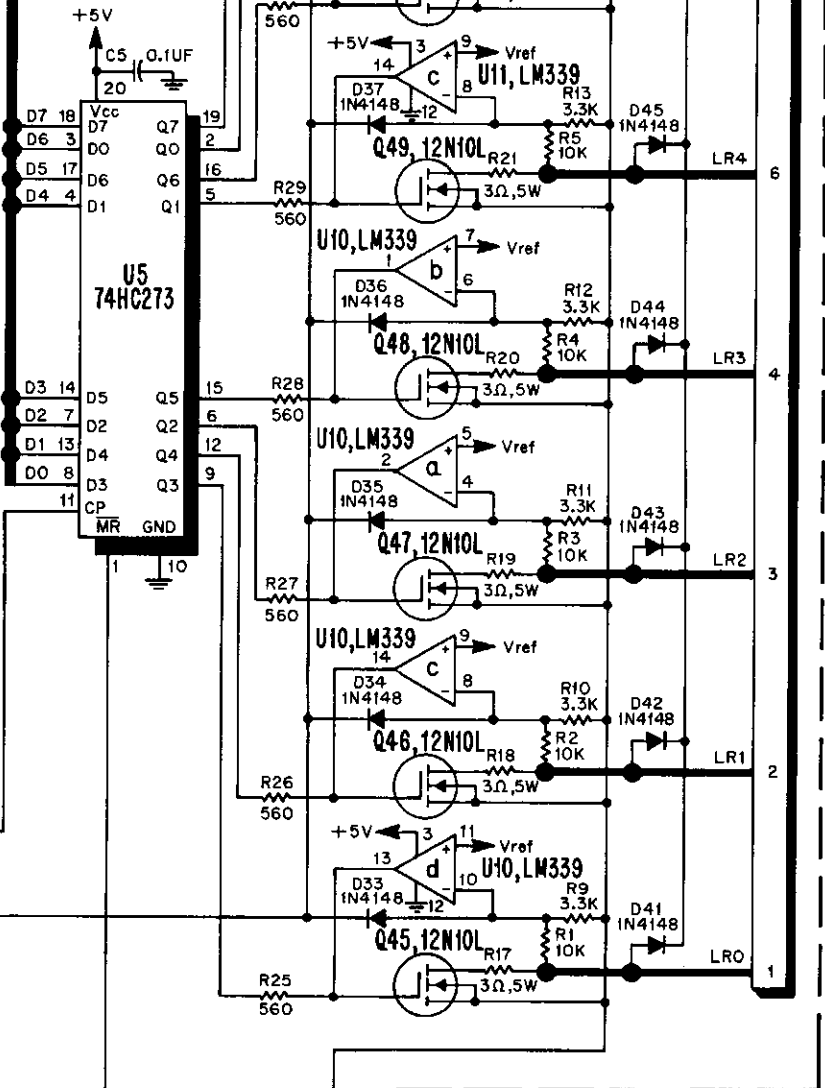 560
+5V
C5
0.1UF
20
Vcc
D7 18 D7 Q7 19
D6 3 D0 Q0 2
D5 17 D6 Q6 16
D4 4 D1 Q1 5
U5
74HC273
D3 14 D5 Q5 15
D2 7 D2 Q2 6
D1 13 D4 Q4 12
D0 8 D3 Q3 9
11 CP
MR GND
1 10
+5V 3 9 Vref
14 c U11, LM339
8
12
D37
1N4148
R13
3.3K
D45
1N4148
Q49, 12N10L
R5
10K
R21
3Ω,5W
LR4 6
R29
560
U10, LM339
7 Vref
1 b
6
D36
1N4148
R12
3.3K
D44
1N4148
Q48, 12N10L
R4
10K
R20
3Ω,5W
LR3 4
R28
560
U10, LM339
5 Vref
2 a
4
D35
1N4148
R11
3.3K
D43
1N4148
Q47, 12N10L
R3
10K
R19
3Ω,5W
LR2 3
R27
560
U10, LM339
9 Vref
14 c
8
D34
1N4148
R10
3.3K
D42
1N4148
Q46, 12N10L
R2
10K
R18
3Ω,5W
LR1 2
R26
560
+5V 3 11 Vref
13 d U10, LM339
10
12
D33
1N4148
R9
3.3K
D41
1N4148
Q45, 12N10L
R1
10K
R17
3Ω,5W
LR0 1
R25
560